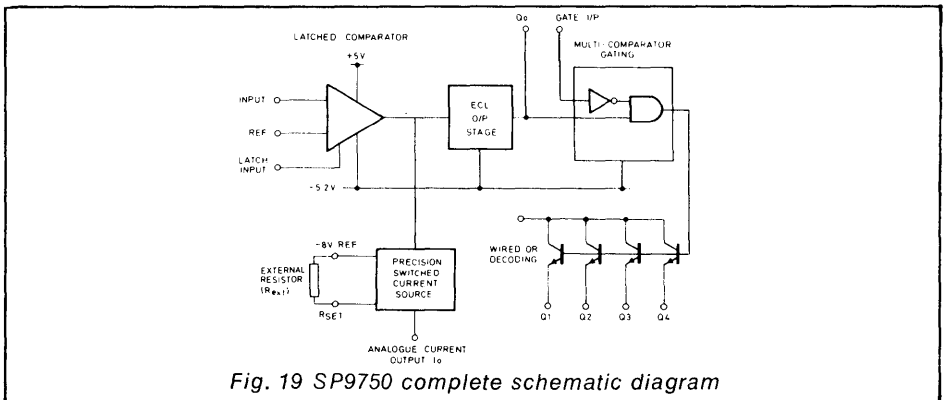 Qo GATE I/P
LATCHED COMPARATOR
+5V
MULTI-COMPARATOR
GATING
INPUT
REF
LATCH
INPUT
ECL
O/P
STAGE
-5.2V
-8V REF
EXTERNAL
RESISTOR
(Rext)
RSET
PRECISION
SWITCHED
CURRENT
SOURCE
WIRED OR
DECODING
Q1 Q2 Q3 Q4
ANALOGUE CURRENT
OUTPUT Io
Fig. 19 SP9750 complete schematic diagram